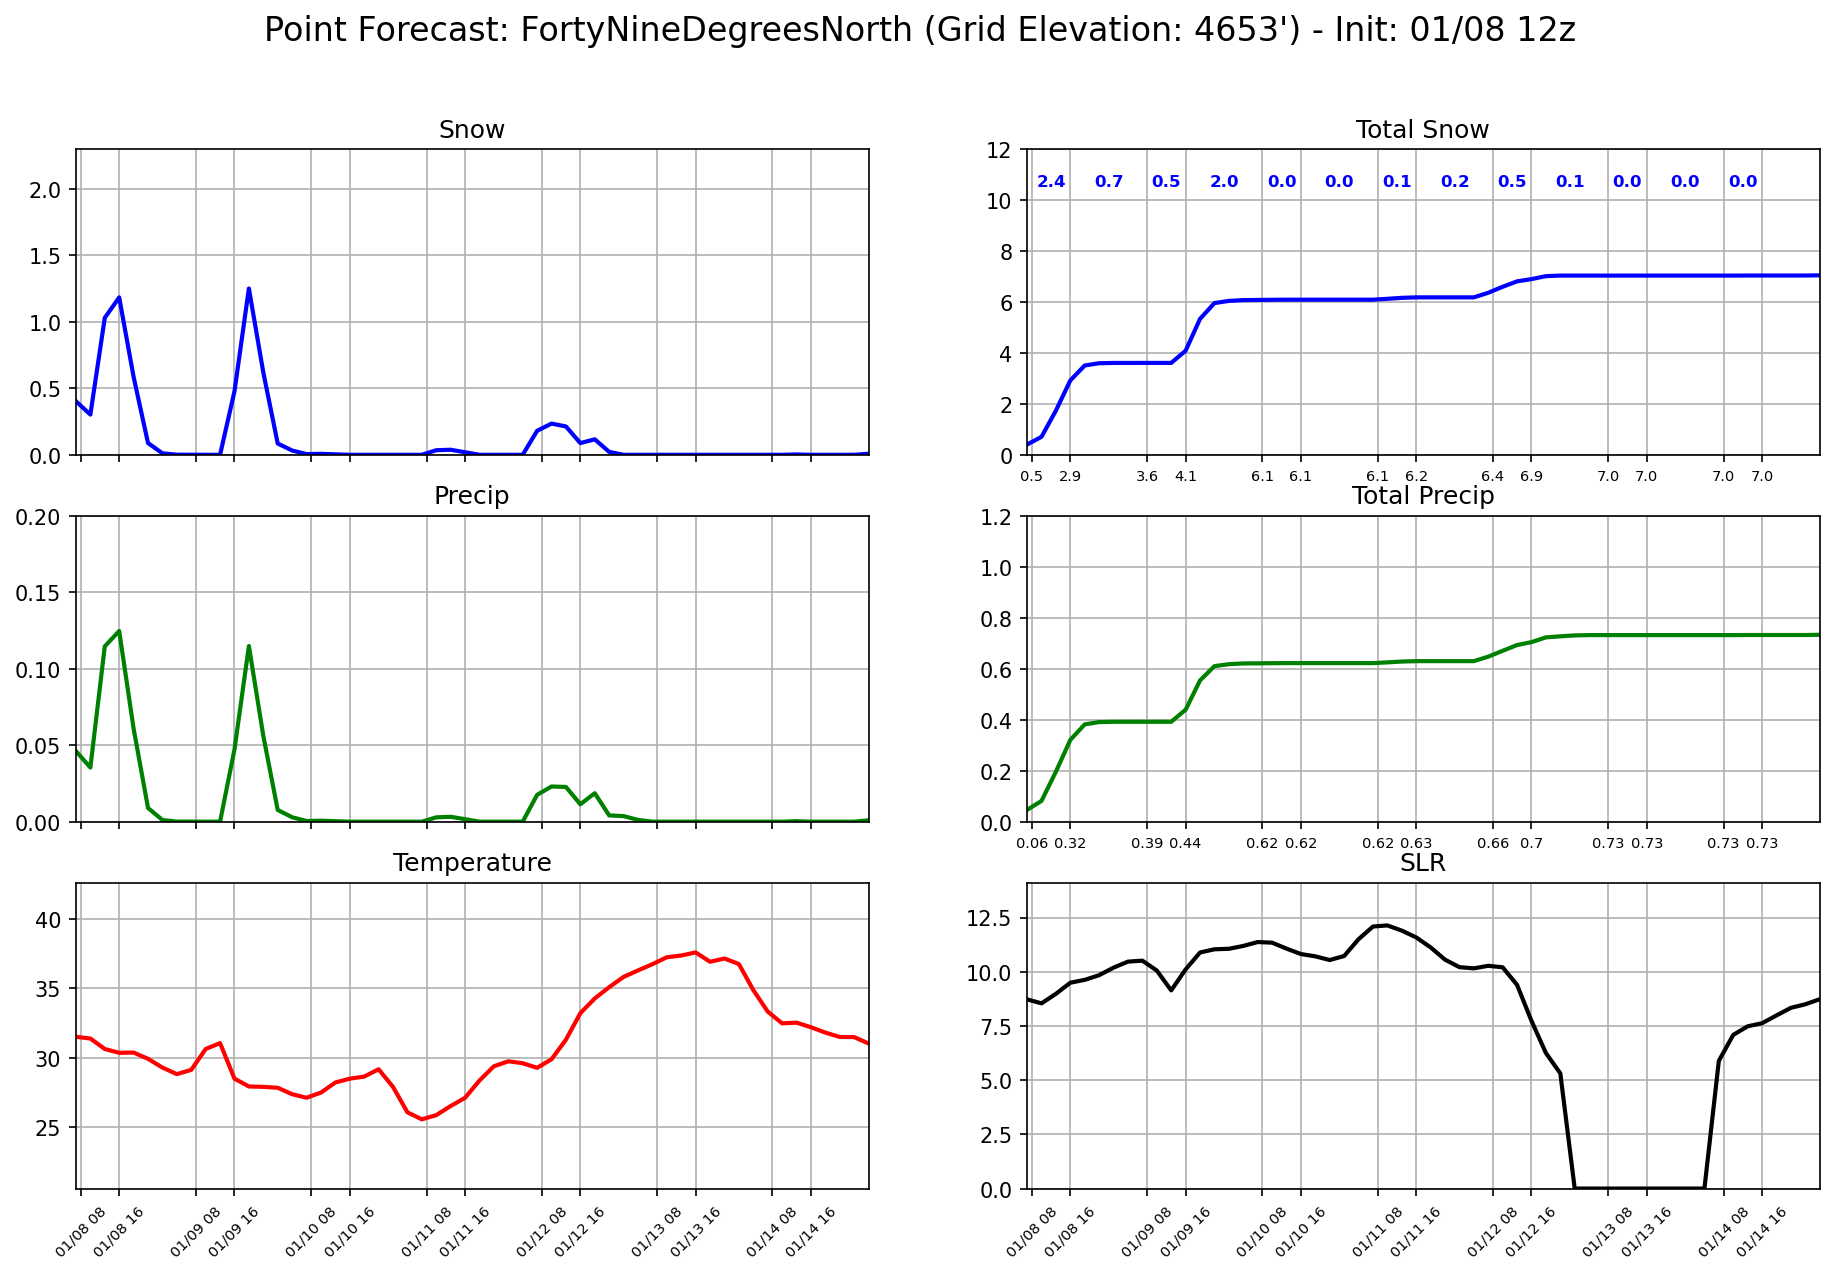 Point Forecast: FortyNineDegreesNorth (Grid Elevation: 4653') - Init: 01/08 12z
Snow
2.0
1.5
1.0
0.5
0.0
Total Snow
12
10
8
6
4
2
0
2.4 0.7 0.5 2.0 0.0 0.0 0.1 0.2 0.5 0.1 0.0 0.0 0.0
0.5 2.9 3.6 4.1 6.1 6.1 6.1 6.2 6.4 6.9 7.0 7.0 7.0 7.0
Precip
0.20
0.15
0.10
0.05
0.00
Total Precip
1.2
1.0
0.8
0.6
0.4
0.2
0.0
0.06 0.32 0.39 0.44 0.62 0.62 0.62 0.63 0.66 0.7 0.73 0.73 0.73 0.73
Temperature
40
35
30
25
01/08 08 01/08 16 01/09 08 01/09 16 01/10 08 01/10 16 01/11 08 01/11 16 01/12 08 01/12 16 01/13 08 01/13 16 01/14 08 01/14 16
SLR
12.5
10.0
7.5
5.0
2.5
0.0
01/08 08 01/08 16 01/09 08 01/09 16 01/10 08 01/10 16 01/11 08 01/11 16 01/12 08 01/12 16 01/13 08 01/13 16 01/14 08 01/14 16